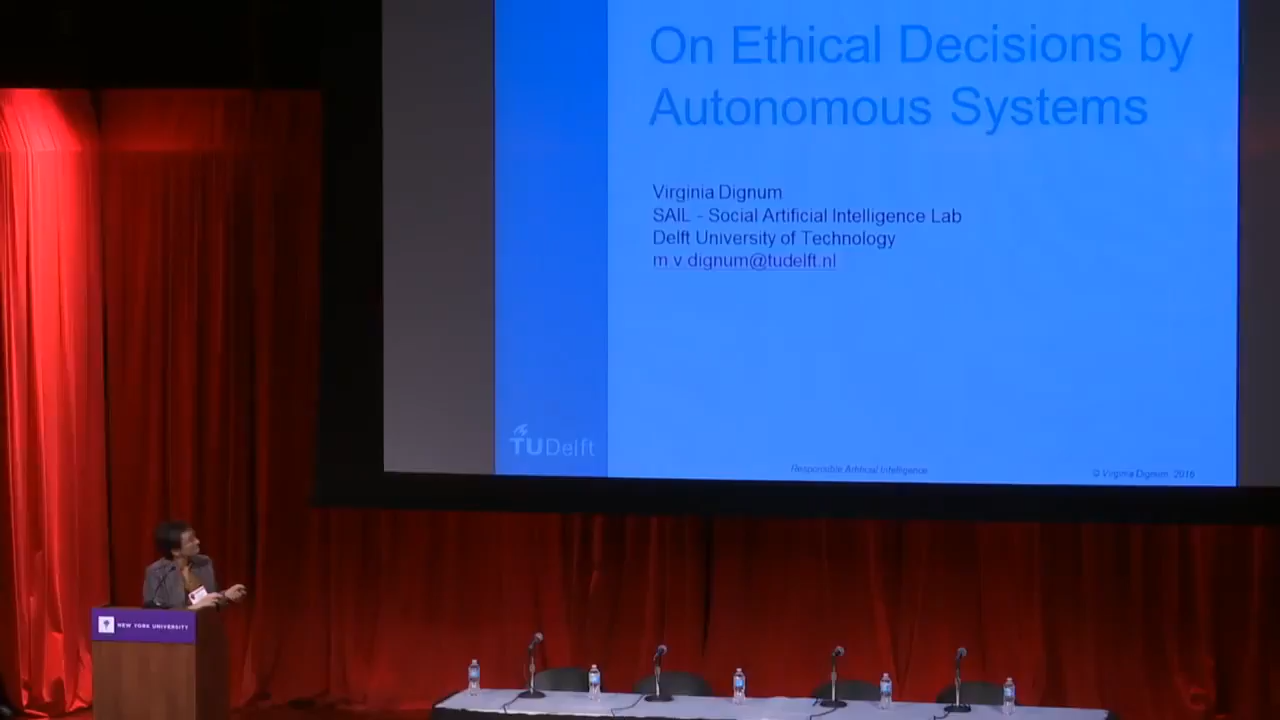 On Ethical Decisions by
Autonomous Systems
Virginia Dignum
SAIL - Social Artificial Intelligence Lab
Delft University of Technology
m v dignum@tudelft.nl
TUDelft
Responsible Artificial Intelligence
© Virginia Dignum, 2016
NEW YORK UNIVERSITY